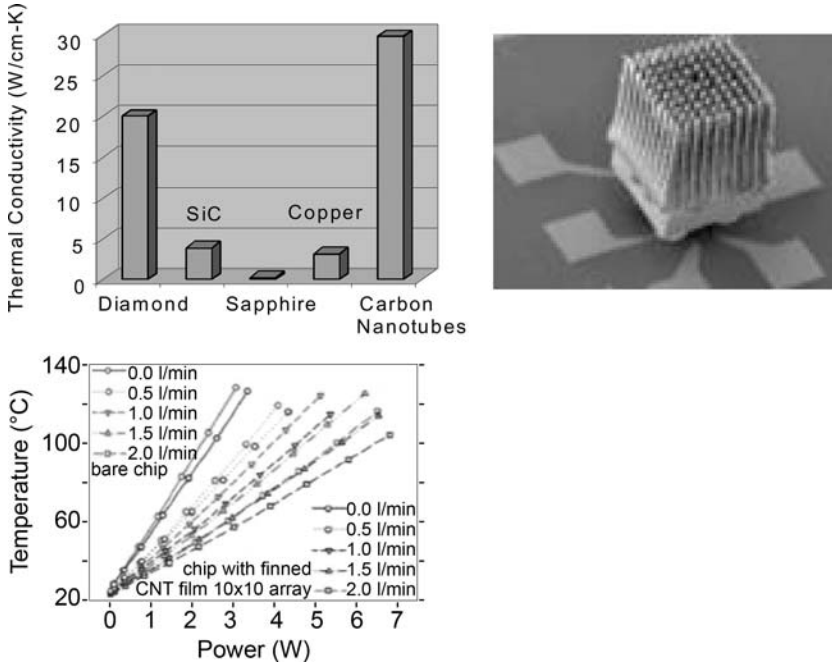 Thermal Conductivity (W/cm-K)
30
25
20
15
10
5
0
SiC
Copper
Diamond
Sapphire
Carbon
Nanotubes
Temperature (°C)
140
100
60
20
0.0 l/min
0.5 l/min
1.0 l/min
1.5 l/min
2.0 l/min
bare chip
0.0 l/min
0.5 l/min
1.0 l/min
chip with finned
1.5 l/min
CNT film 10x10 array
2.0 l/min
0 1 2 3 4 5 6 7
Power (W)